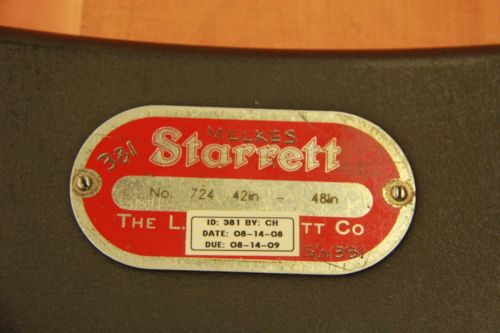 MELKES
381
Starrett
No. 724 42in - 48in
THE L. TT CO
ID: 381 BY: CH
DATE: 08-14-08
DUE: 08-14-09
S/N 381